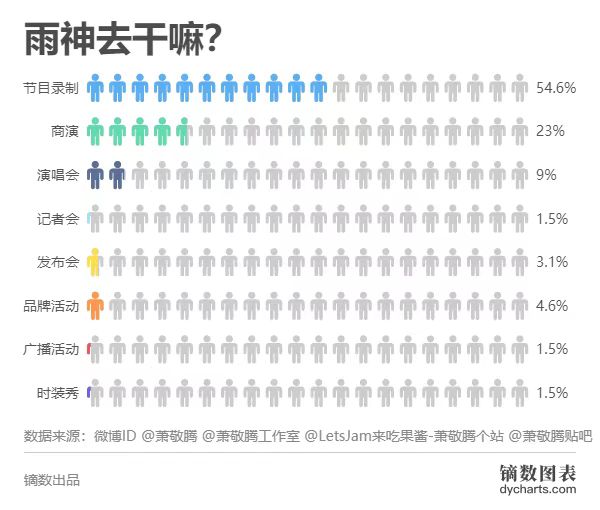 雨神去干嘛?
节目录制 54.6%
商演 23%
演唱会 9%
记者会 1.5%
发布会 3.1%
品牌活动 4.6%
广播活动 1.5%
时装秀 1.5%
数据来源：微博ID @萧敬腾 @萧敬腾工作室 @LetsJam来吃果酱-萧敬腾个站 @萧敬腾贴吧
镝数出品
镝数图表
dycharts.com